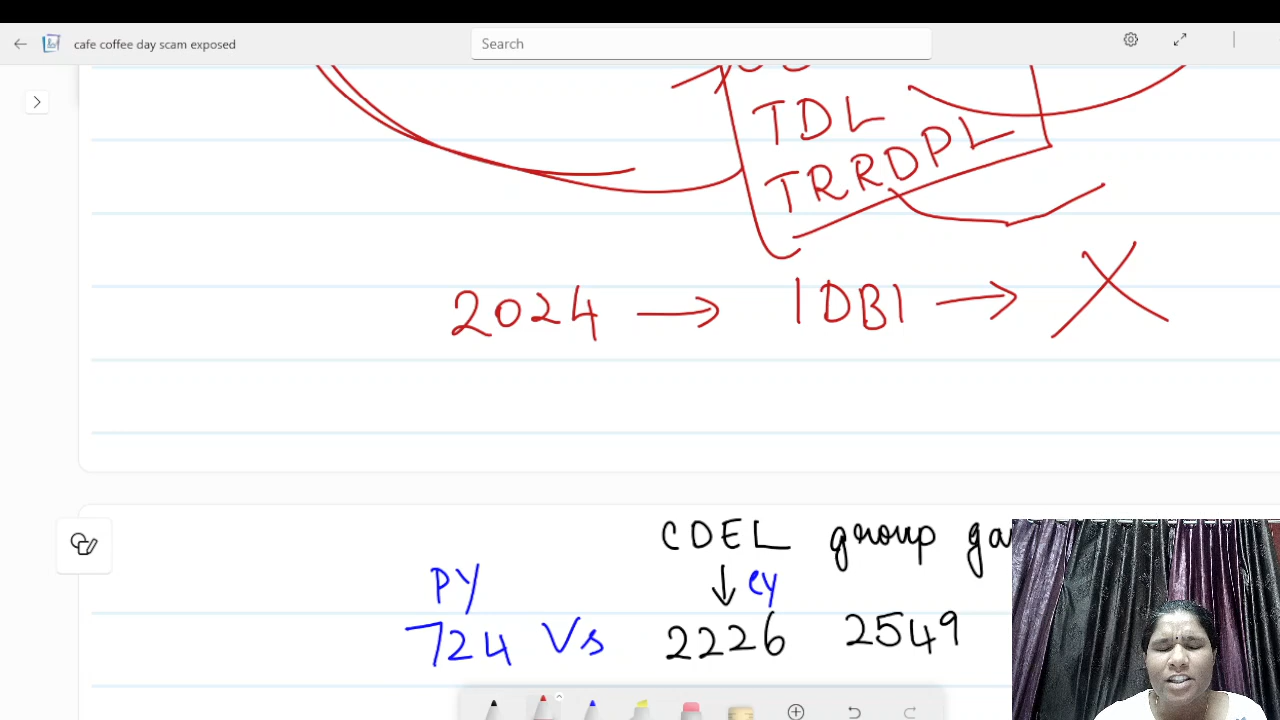 cafe coffee day scam exposed
Search
TDL
TRRDPL
2024 → IDBI → X
CDEL group
PY cy
724 Vs 2226 2549